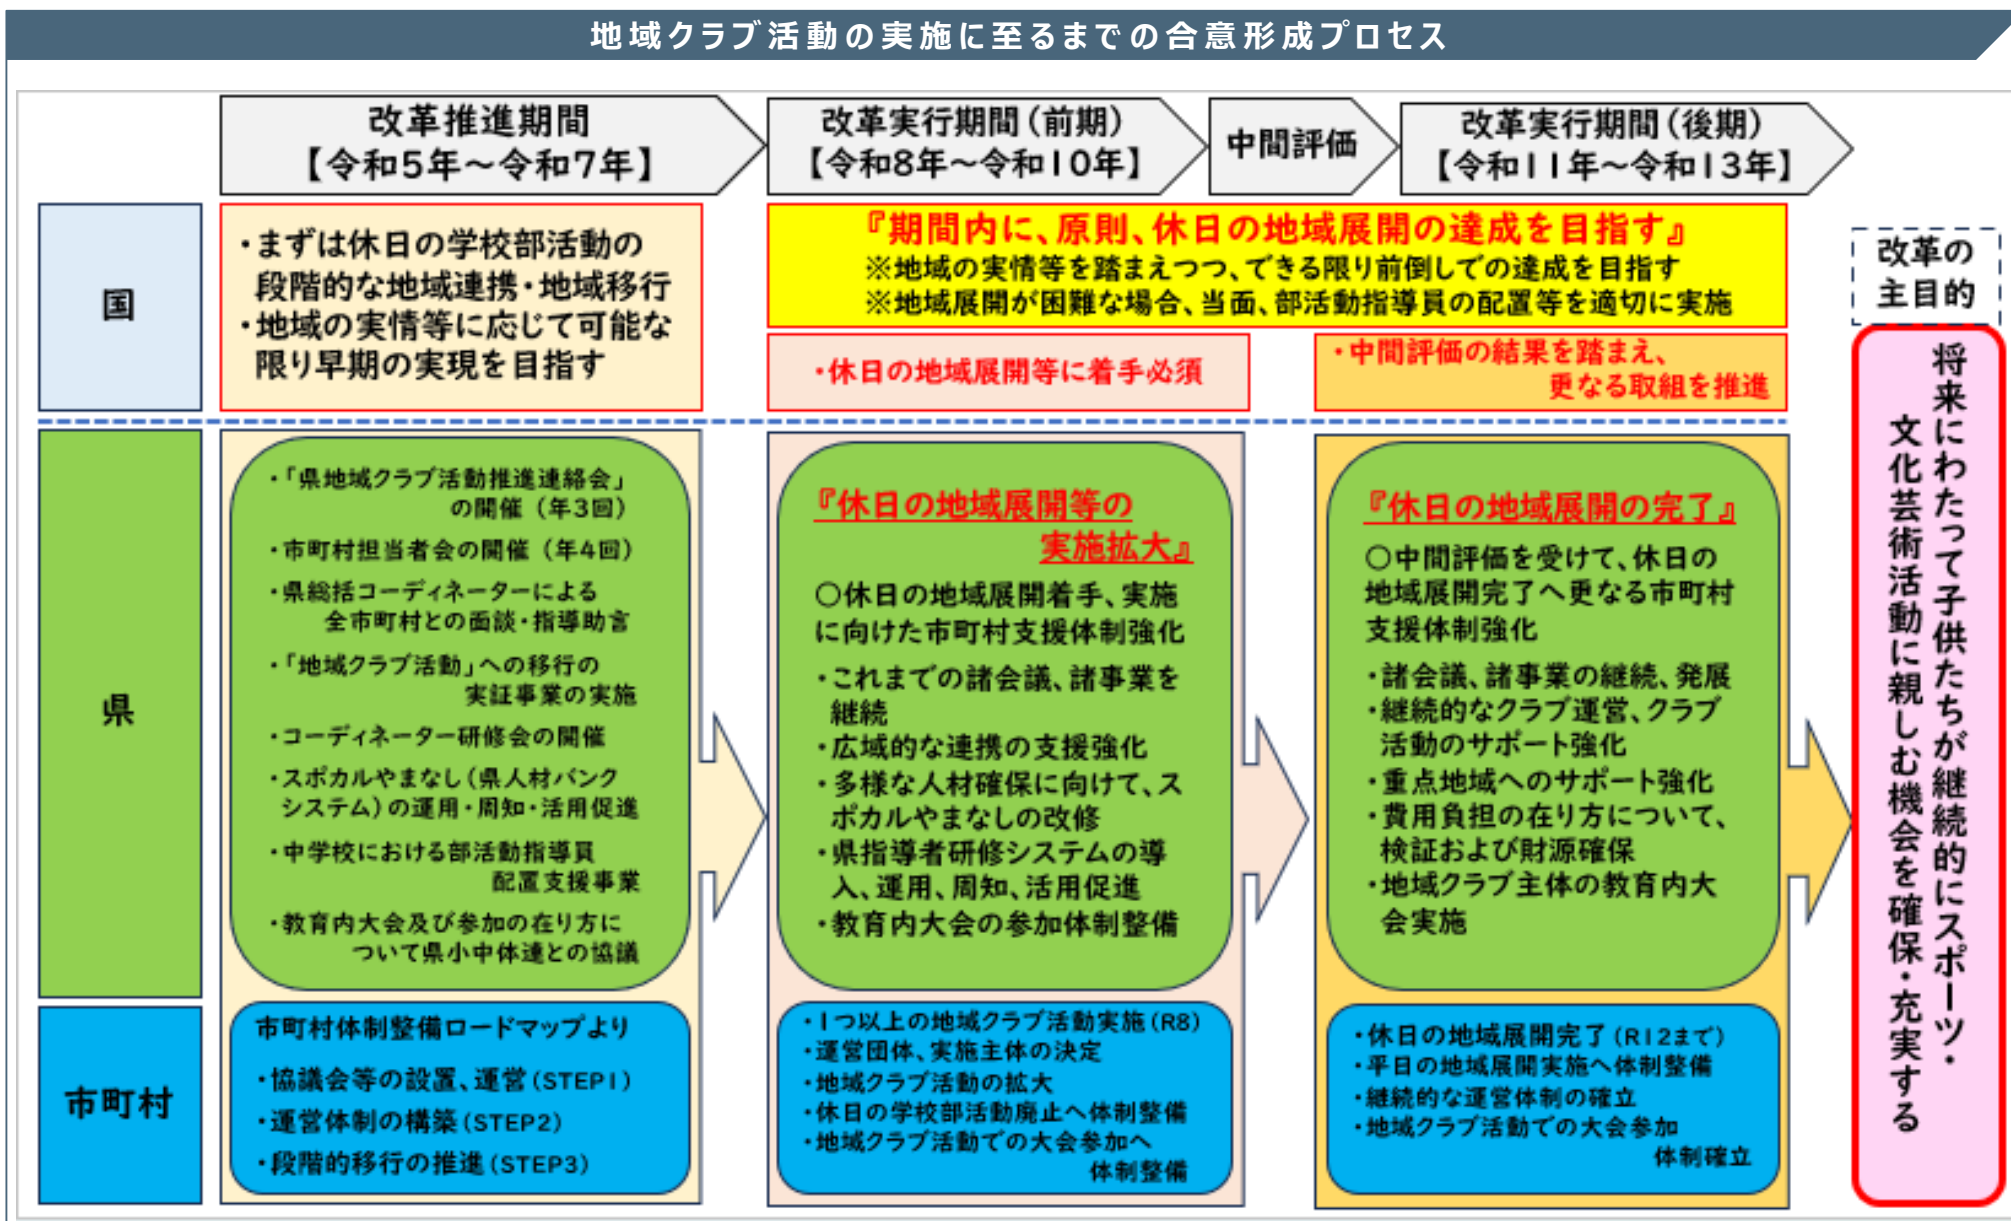 地域クラブ活動の実施に至るまでの合意形成プロセス
改革推進期間
【令和5年～令和7年】
改革実行期間（前期）
【令和8年～令和10年】
中間評価
改革実行期間（後期）
【令和11年～令和13年】
国
・まずは休日の学校部活動の
段階的な地域連携・地域移行
・地域の実情等に応じて可能な
限り早期の実現を目指す
『期間内に、原則、休日の地域展開の達成を目指す』
※地域の実情等を踏まえつつ、できる限り前倒しでの達成を目指す
※地域展開が困難な場合、当面、部活動指導員の配置等を適切に実施
・休日の地域展開等に着手必須
・中間評価の結果を踏まえ、
更なる取組を推進
県
・「県地域クラブ活動推進連絡会」
の開催（年3回）
・市町村担当者会の開催（年4回）
・県総括コーディネーターによる
全市町村との面談・指導助言
・「地域クラブ活動」への移行の
実証事業の実施
・コーディネーター研修会の開催
・スポカルやまなし（県人材バンク
システム）の運用・周知・活用促進
・中学校における部活動指導員
配置支援事業
・教育内大会及び参加の在り方に
ついて県小中体連との協議
『休日の地域展開等の
実施拡大』
○休日の地域展開着手、実施
に向けた市町村支援体制強化
・これまでの諸会議、諸事業を
継続
・広域的な連携の支援強化
・多様な人材確保に向けて、ス
ポカルやまなしの改修
・県指導者研修システムの導
入、運用、周知、活用促進
・教育内大会の参加体制整備
『休日の地域展開の完了』
○中間評価を受けて、休日の
地域展開完了へ更なる市町村
支援体制強化
・諸会議、諸事業の継続、発展
・継続的なクラブ運営、クラブ
活動のサポート強化
・重点地域へのサポート強化
・費用負担の在り方について、
検証および財源確保
・地域クラブ主体の教育内大
会実施
市町村
市町村体制整備ロードマップより
・協議会等の設置、運営（STEP1）
・運営体制の構築（STEP2）
・段階的移行の推進（STEP3）
・1つ以上の地域クラブ活動実施（R8）
・運営団体、実施主体の決定
・地域クラブ活動の拡大
・休日の学校部活動廃止へ体制整備
・地域クラブ活動での大会参加へ
体制整備
・休日の地域展開完了（R12まで）
・平日の地域展開実施へ体制整備
・継続的な運営体制の確立
・地域クラブ活動での大会参加
体制確立
改革の
主目的
将来にわたって子供たちが継続的にスポーツ・
文化芸術活動に親しむ機会を確保・充実する